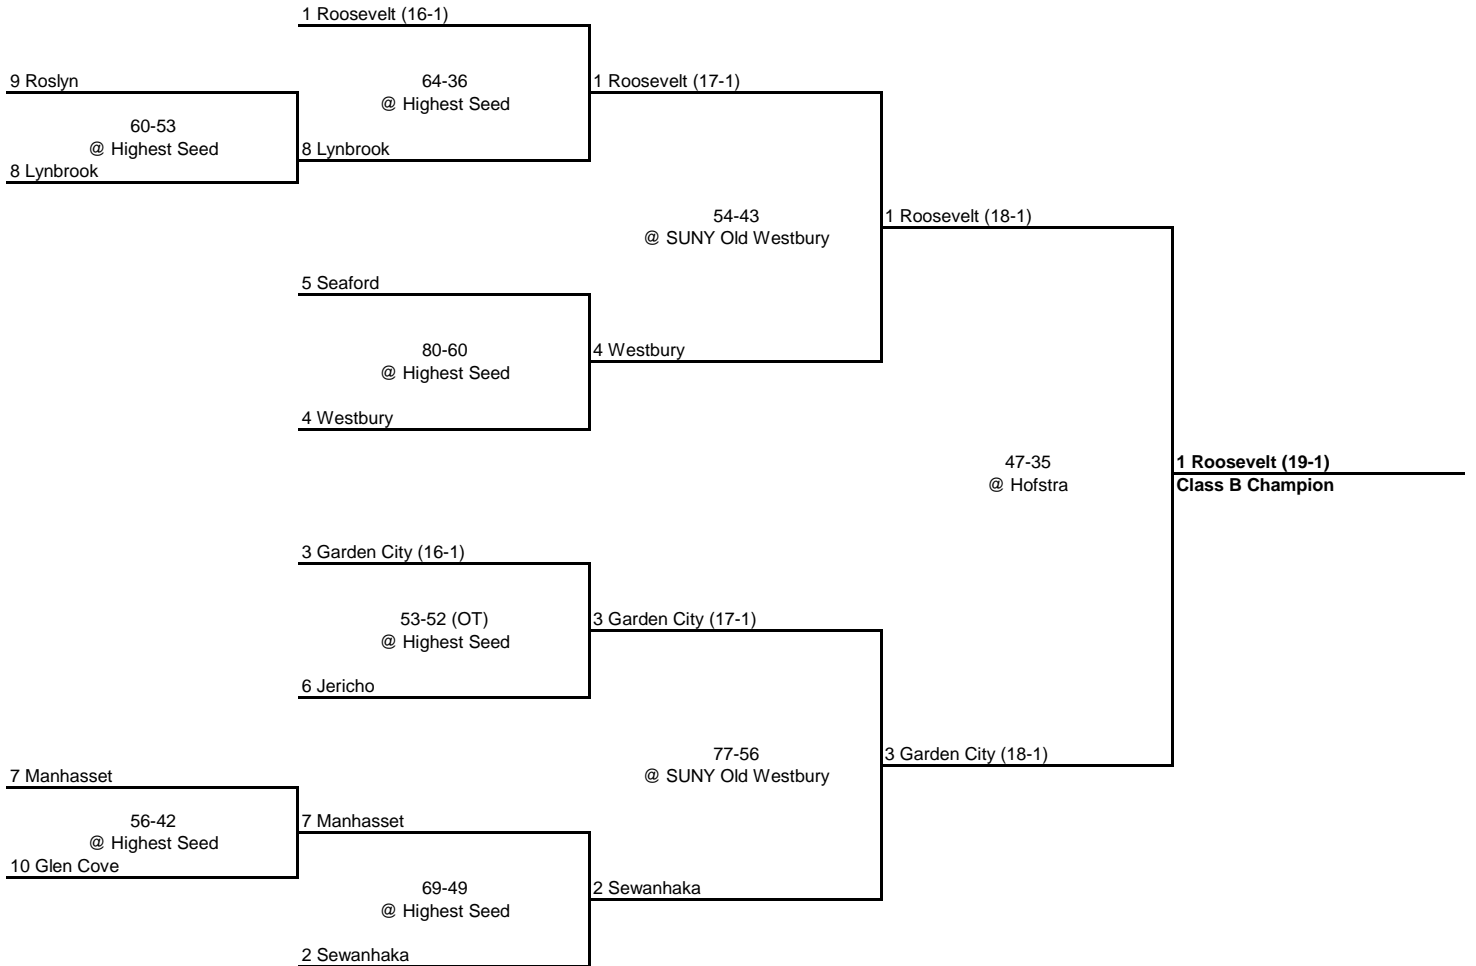 1 Roosevelt (16-1)
9 Roslyn
64-36
@ Highest Seed
1 Roosevelt (17-1)
60-53
@ Highest Seed
8 Lynbrook
8 Lynbrook
54-43
@ SUNY Old Westbury
1 Roosevelt (18-1)
5 Seaford
80-60
@ Highest Seed
4 Westbury
4 Westbury
47-35
@ Hofstra
1 Roosevelt (19-1)
Class B Champion
3 Garden City (16-1)
53-52 (OT)
@ Highest Seed
3 Garden City (17-1)
6 Jericho
77-56
@ SUNY Old Westbury
3 Garden City (18-1)
7 Manhasset
56-42
@ Highest Seed
7 Manhasset
10 Glen Cove
69-49
@ Highest Seed
2 Sewanhaka
2 Sewanhaka